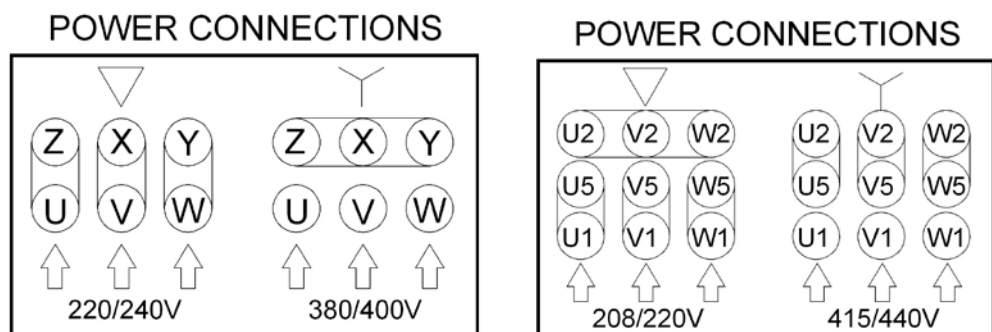 POWER CONNECTIONS
Z X Y Z X Y
U V W U V W
220/240V 380/400V
POWER CONNECTIONS
U2 V2 W2 U2 V2 W2
U5 V5 W5 U5 V5 W5
U1 V1 W1 U1 V1 W1
208/220V 415/440V